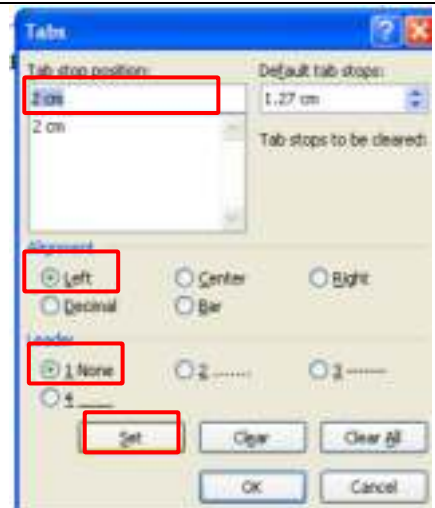 Tabs
Tab stop position: Default tab stops:
2 cm 1.27 cm
2 cm Tab stops to be cleared:
Alignment
Left Center Right
Decimal Bar
Leader
1 None 2 ....... 3 -------
4 ____
Set Clear Clear All
OK Cancel